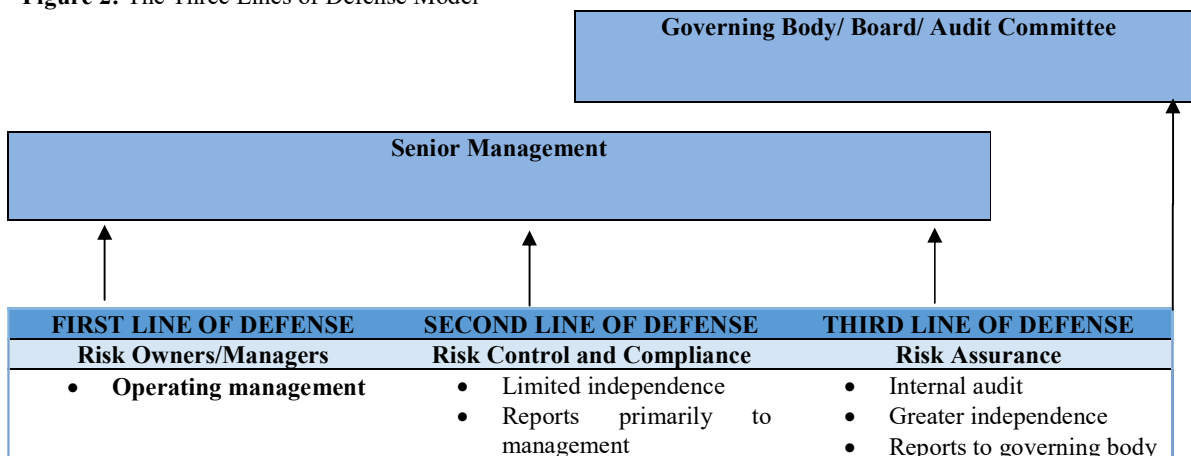 Figure 2: The Three Lines of Defense Model
Governing Body/ Board/ Audit Committee
Senior Management
FIRST LINE OF DEFENSE
SECOND LINE OF DEFENSE
THIRD LINE OF DEFENSE
Risk Owners/Managers
Risk Control and Compliance
Risk Assurance
• Operating management
• Limited independence
• Reports primarily to
management
• Internal audit
• Greater independence
• Reports to governing body